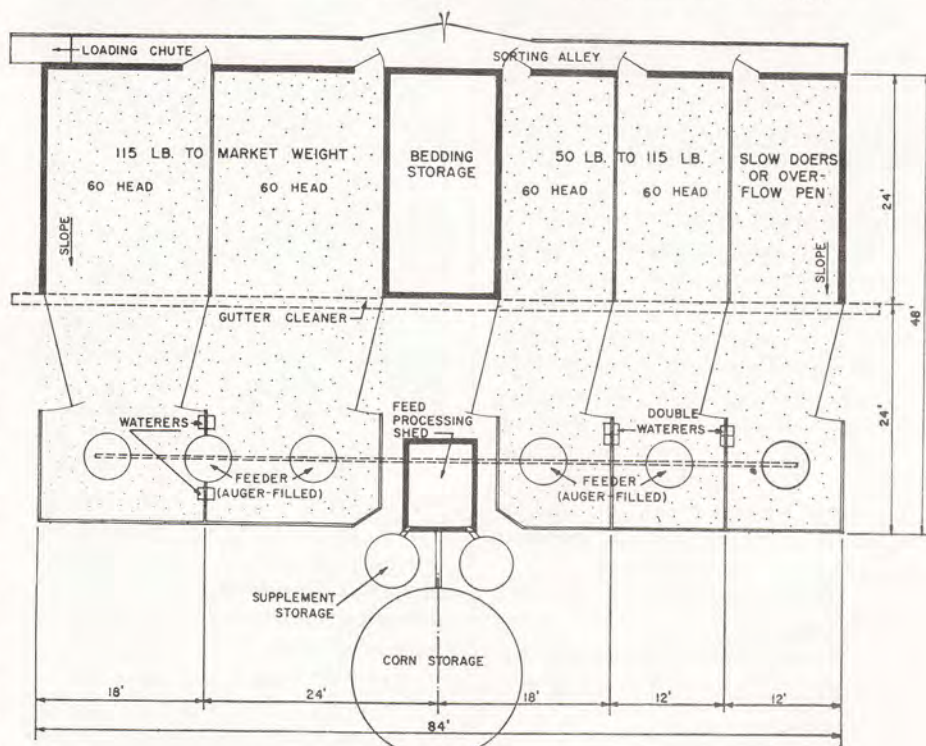 LOADING CHUTE
SORTING ALLEY
115 LB. TO MARKET WEIGHT.
60 HEAD
60 HEAD
BEDDING
STORAGE
50 LB. TO 115 LB.
60 HEAD
60 HEAD
SLOW DOERS
OR OVER-
FLOW PEN
SLOPE
SLOPE
24'
48'
GUTTER CLEANER
WATERERS
FEED
PROCESSING
SHED
DOUBLE
WATERERS
24'
FEEDER
(AUGER-FILLED)
FEEDER
(AUGER-FILLED)
SUPPLEMENT
STORAGE
CORN STORAGE
18'
24'
18'
12'
12'
84'